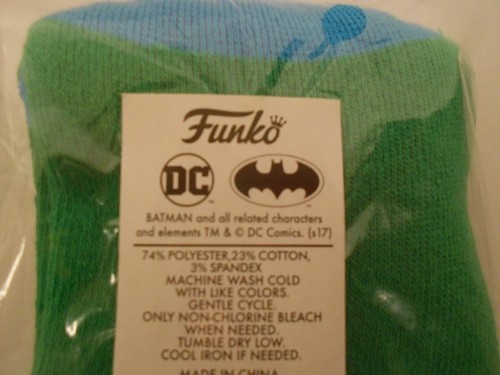 Funko
DC
BATMAN and all related characters
and elements TM & © DC Comics. (s17)
74% POLYESTER,23% COTTON,
3% SPANDEX
MACHINE WASH COLD
WITH LIKE COLORS.
GENTLE CYCLE.
ONLY NON-CHLORINE BLEACH
WHEN NEEDED.
TUMBLE DRY LOW.
COOL IRON IF NEEDED.
MADE IN CHINA